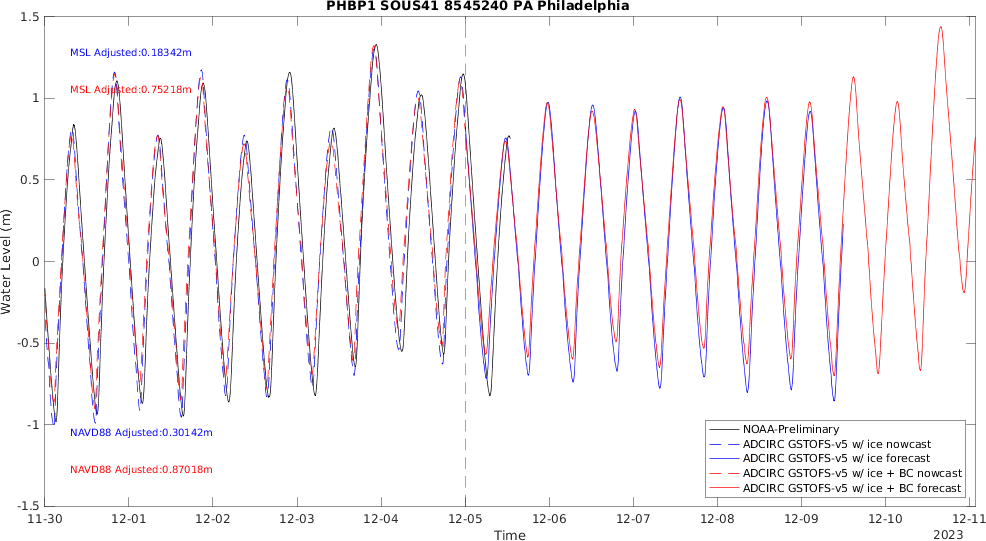 PHBP1 SOUS41 8545240 PA Philadelphia
1.5
MSL Adjusted:0.18342m
MSL Adjusted:0.75218m
1
0.5
0
-0.5
-1
-1.5
Water Level (m)
NAVD88 Adjusted:0.30142m
NAVD88 Adjusted:0.87018m
NOAA-Preliminary
ADCIRC GSTOFS-v5 w/ ice nowcast
ADCIRC GSTOFS-v5 w/ ice forecast
ADCIRC GSTOFS-v5 w/ ice + BC nowcast
ADCIRC GSTOFS-v5 w/ ice + BC forecast
11-30 12-01 12-02 12-03 12-04 12-05 12-06 12-07 12-08 12-09 12-10 12-11
Time
2023